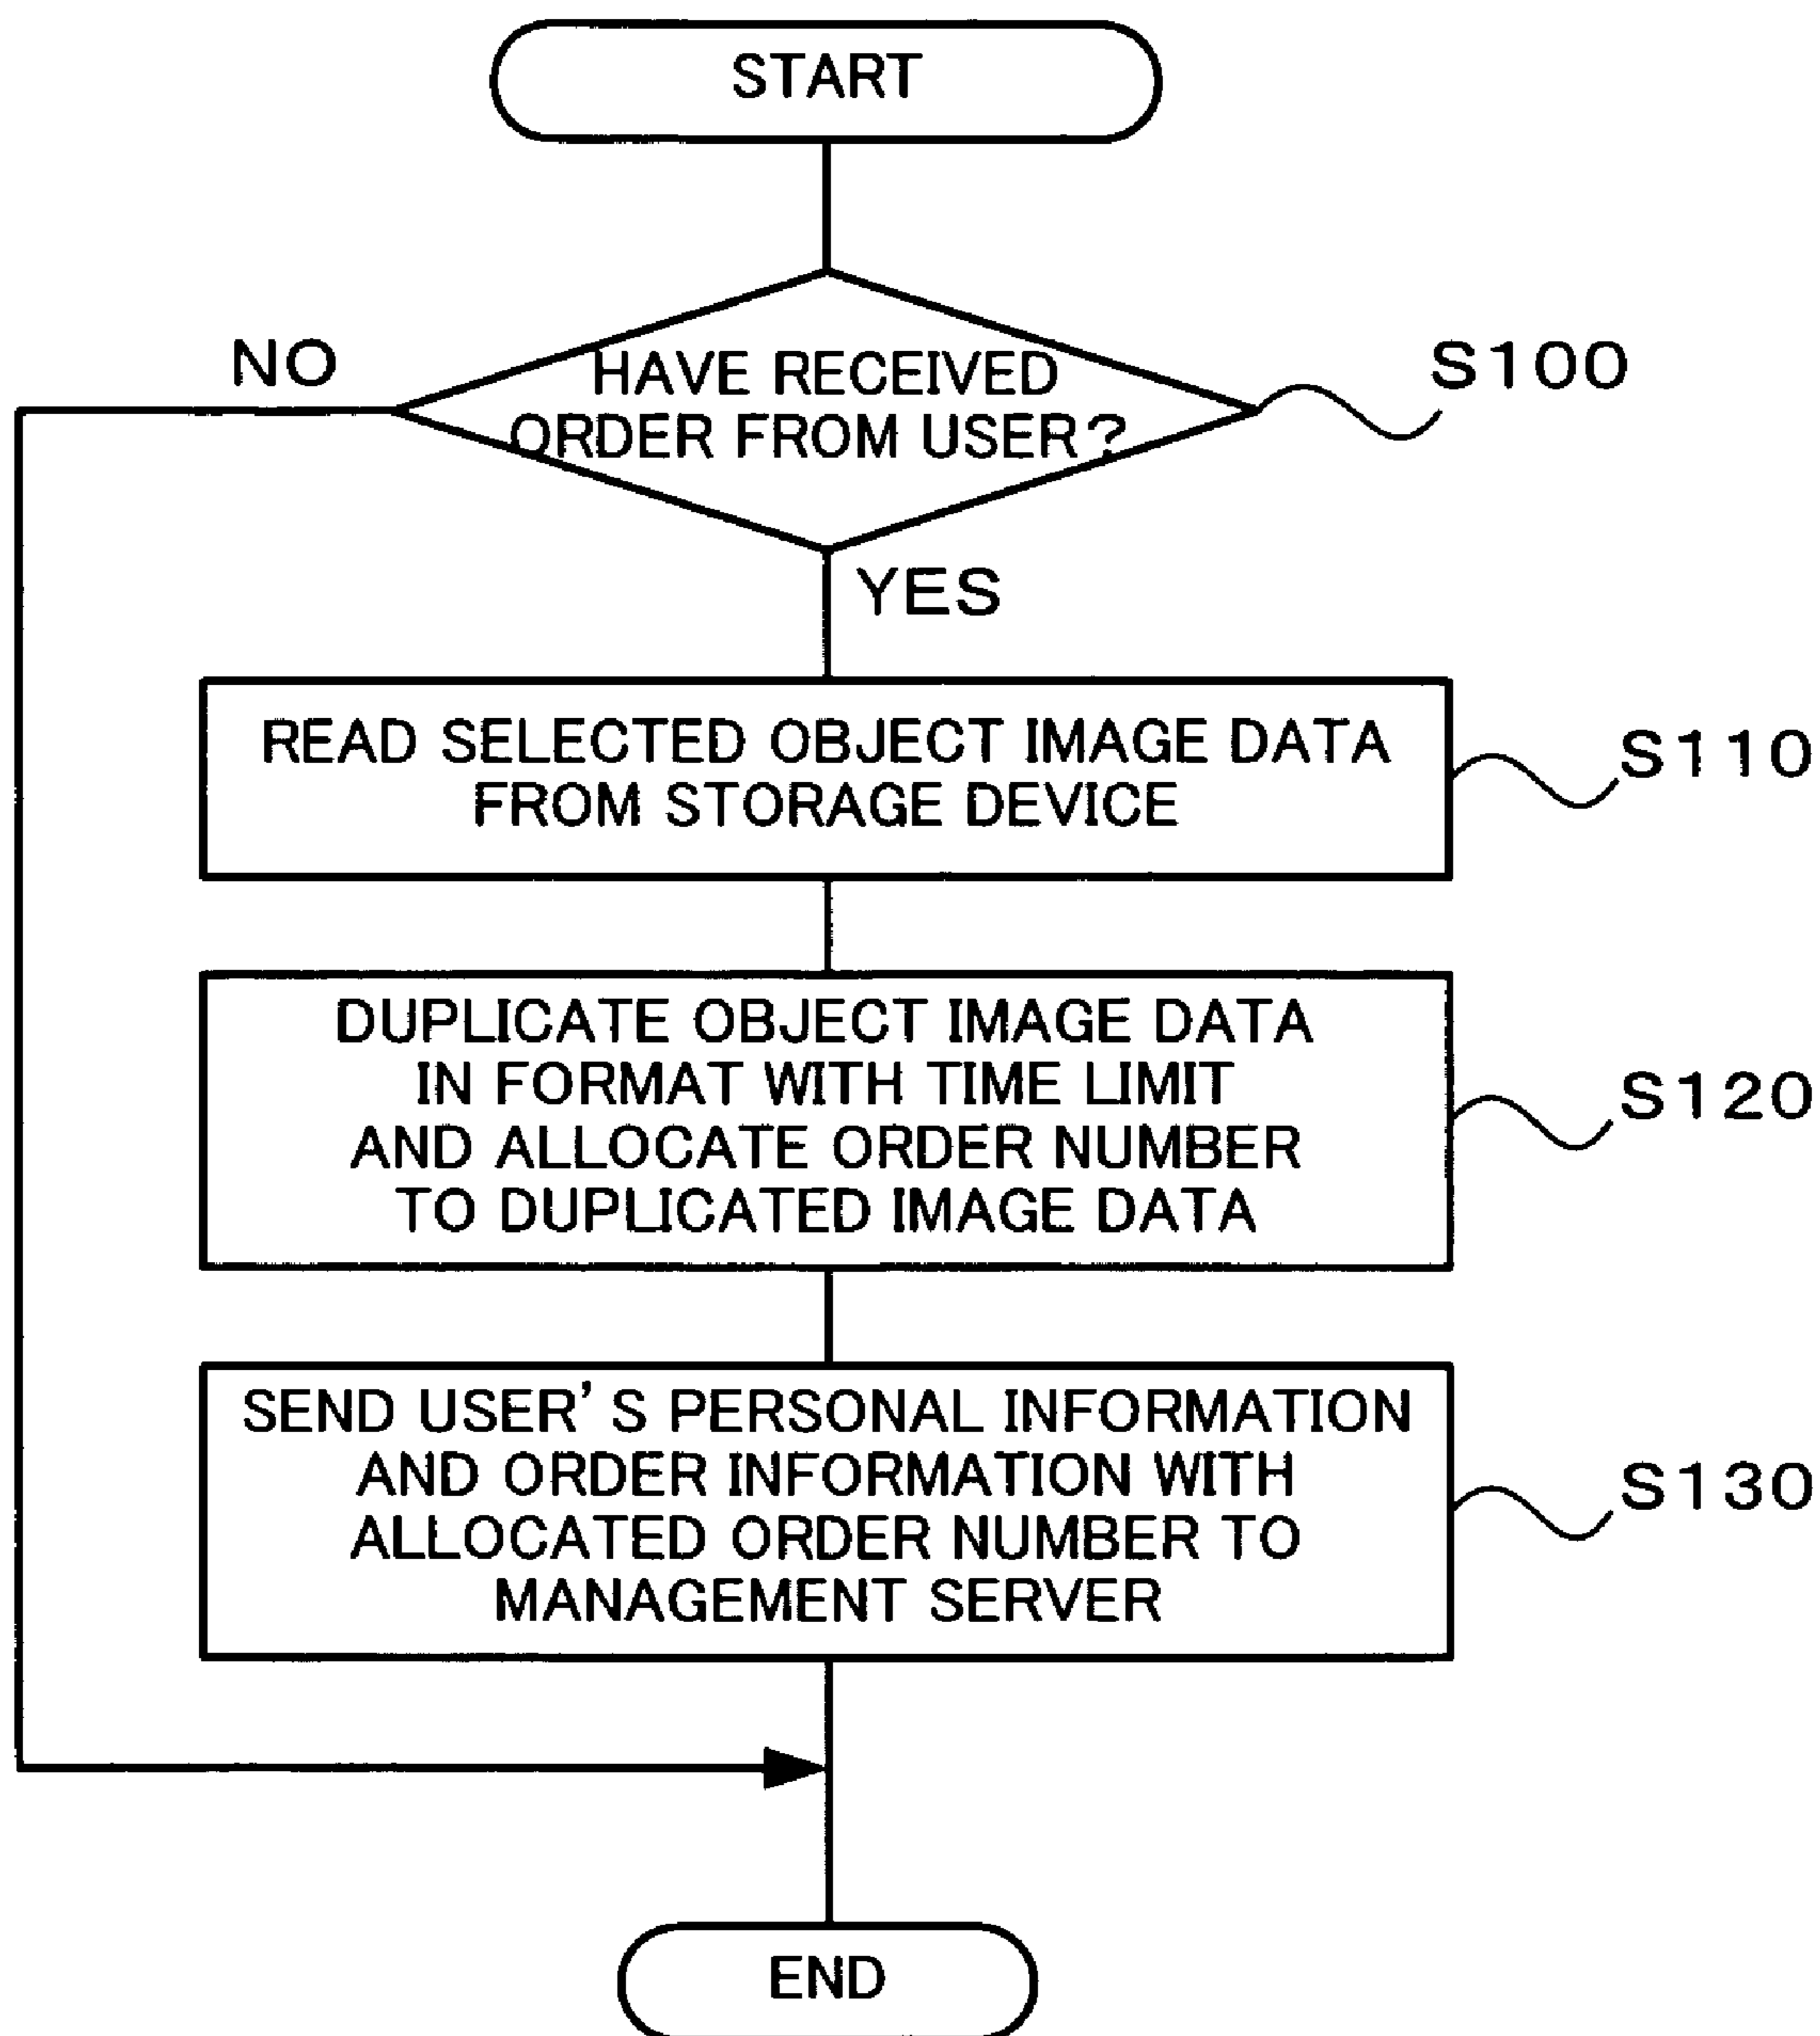 START
NO
HAVE RECEIVED
ORDER FROM USER?
S100
YES
READ SELECTED OBJECT IMAGE DATA
FROM STORAGE DEVICE
S110
DUPLICATE OBJECT IMAGE DATA
IN FORMAT WITH TIME LIMIT
AND ALLOCATE ORDER NUMBER
TO DUPLICATED IMAGE DATA
S120
SEND USER'S PERSONAL INFORMATION
AND ORDER INFORMATION WITH
ALLOCATED ORDER NUMBER TO
MANAGEMENT SERVER
S130
END